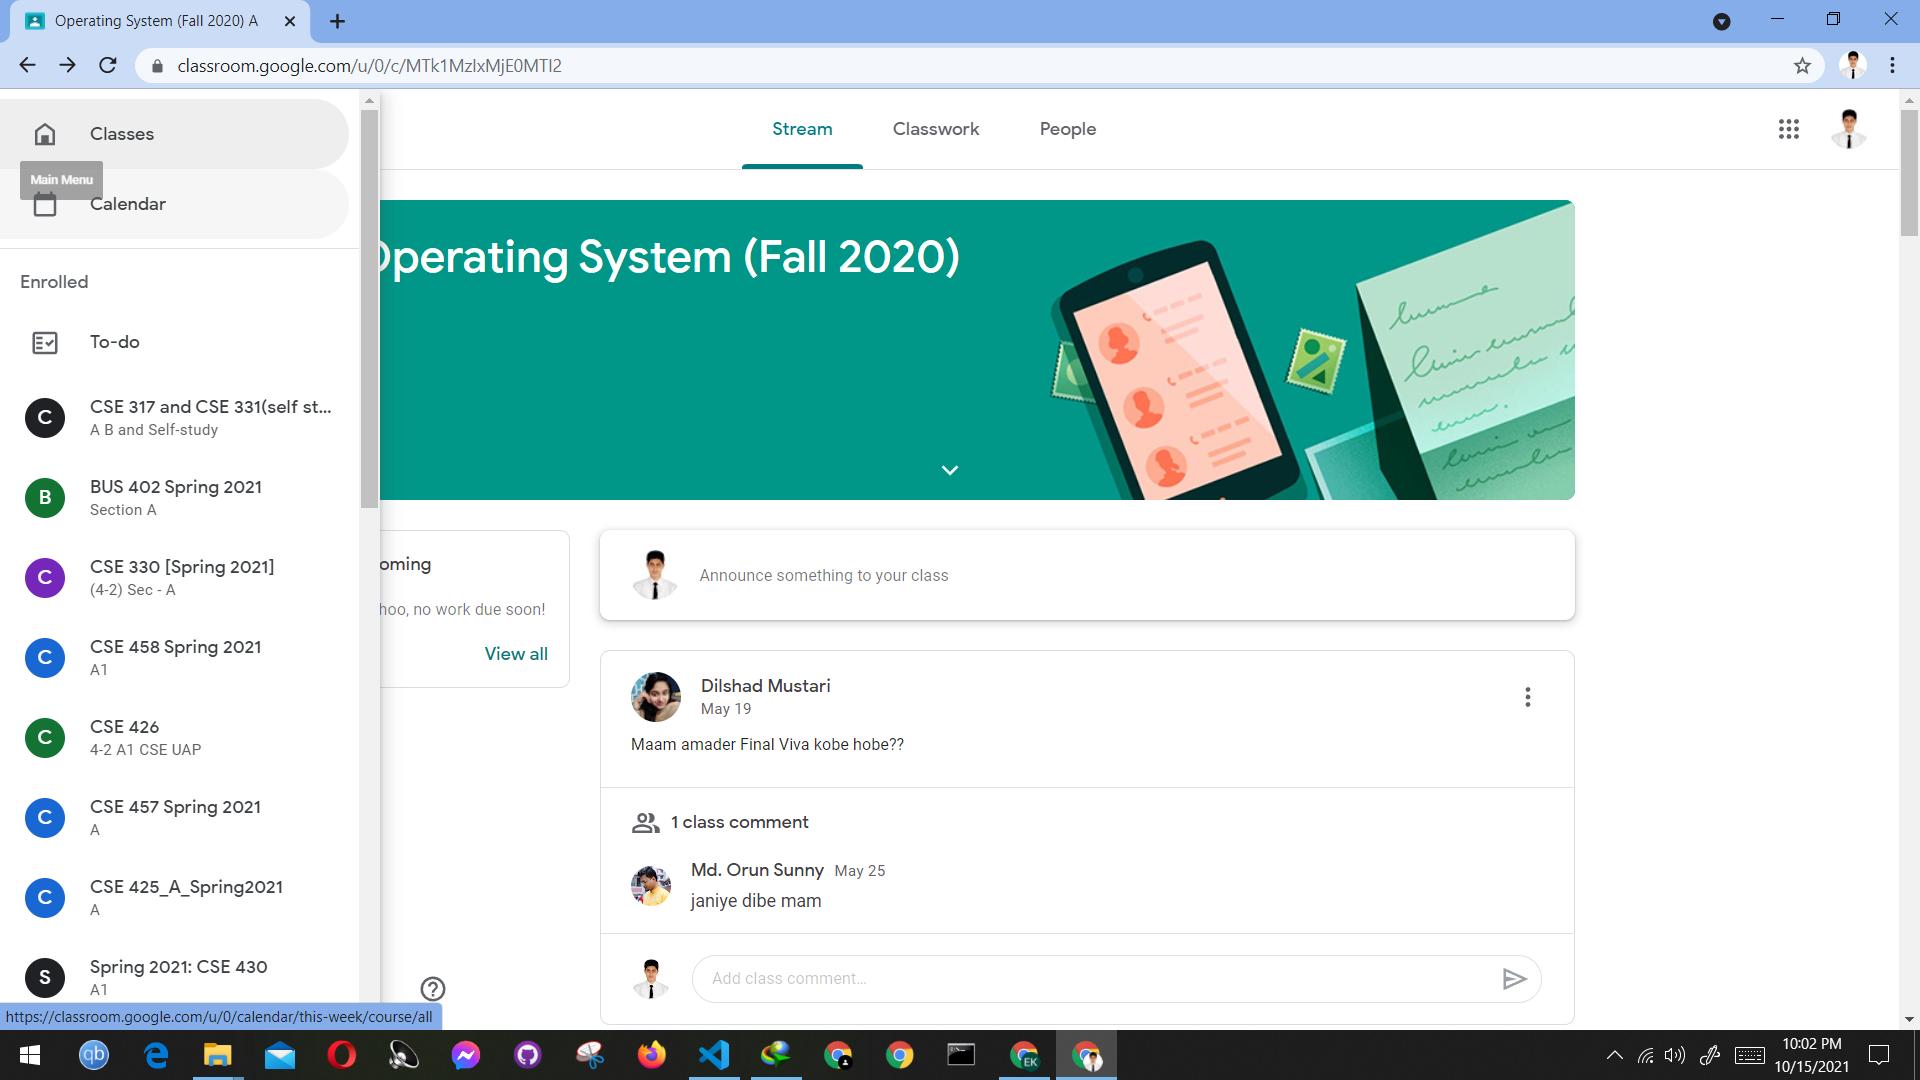 Operating System (Fall 2020) A
classroom.google.com/u/0/c/MTk1MzIxMjE0MTI2
Classes
Main Menu
Calendar
Enrolled
To-do
C
CSE 317 and CSE 331(self st...
A B and Self-study
B
BUS 402 Spring 2021
Section A
C
CSE 330 [Spring 2021]
(4-2) Sec - A
C
CSE 458 Spring 2021
A1
C
CSE 426
4-2 A1 CSE UAP
C
CSE 457 Spring 2021
A
C
CSE 425_A_Spring2021
A
S
Spring 2021: CSE 430
A1
https://classroom.google.com/u/0/calendar/this-week/course/all
Stream
Classwork
People
Operating System (Fall 2020)
oming
hoo, no work due soon!
View all
Announce something to your class
Dilshad Mustari
May 19
Maam amader Final Viva kobe hobe??
1 class comment
Md. Orun Sunny May 25
janiye dibe mam
Add class comment...
qb
EK
10:02 PM
10/15/2021